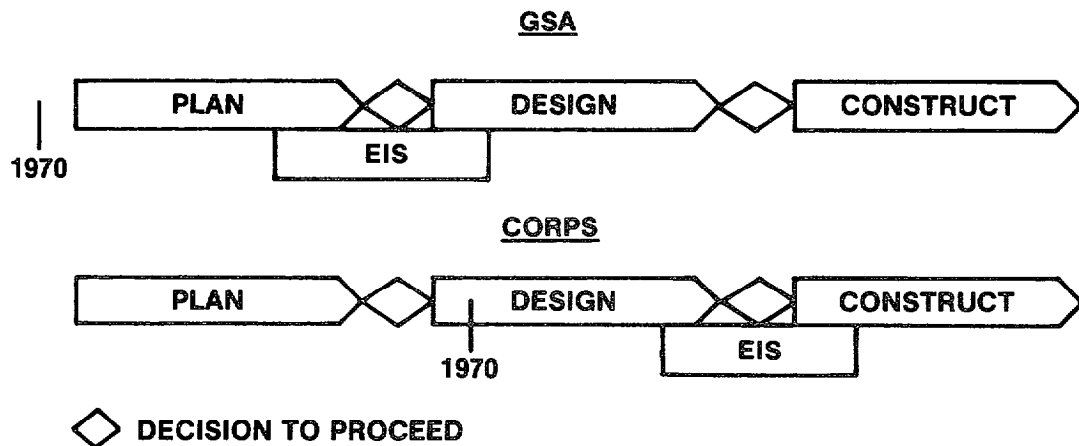 GSA
PLAN
DESIGN
CONSTRUCT
1970
EIS
CORPS
PLAN
DESIGN
CONSTRUCT
1970
EIS
DECISION TO PROCEED